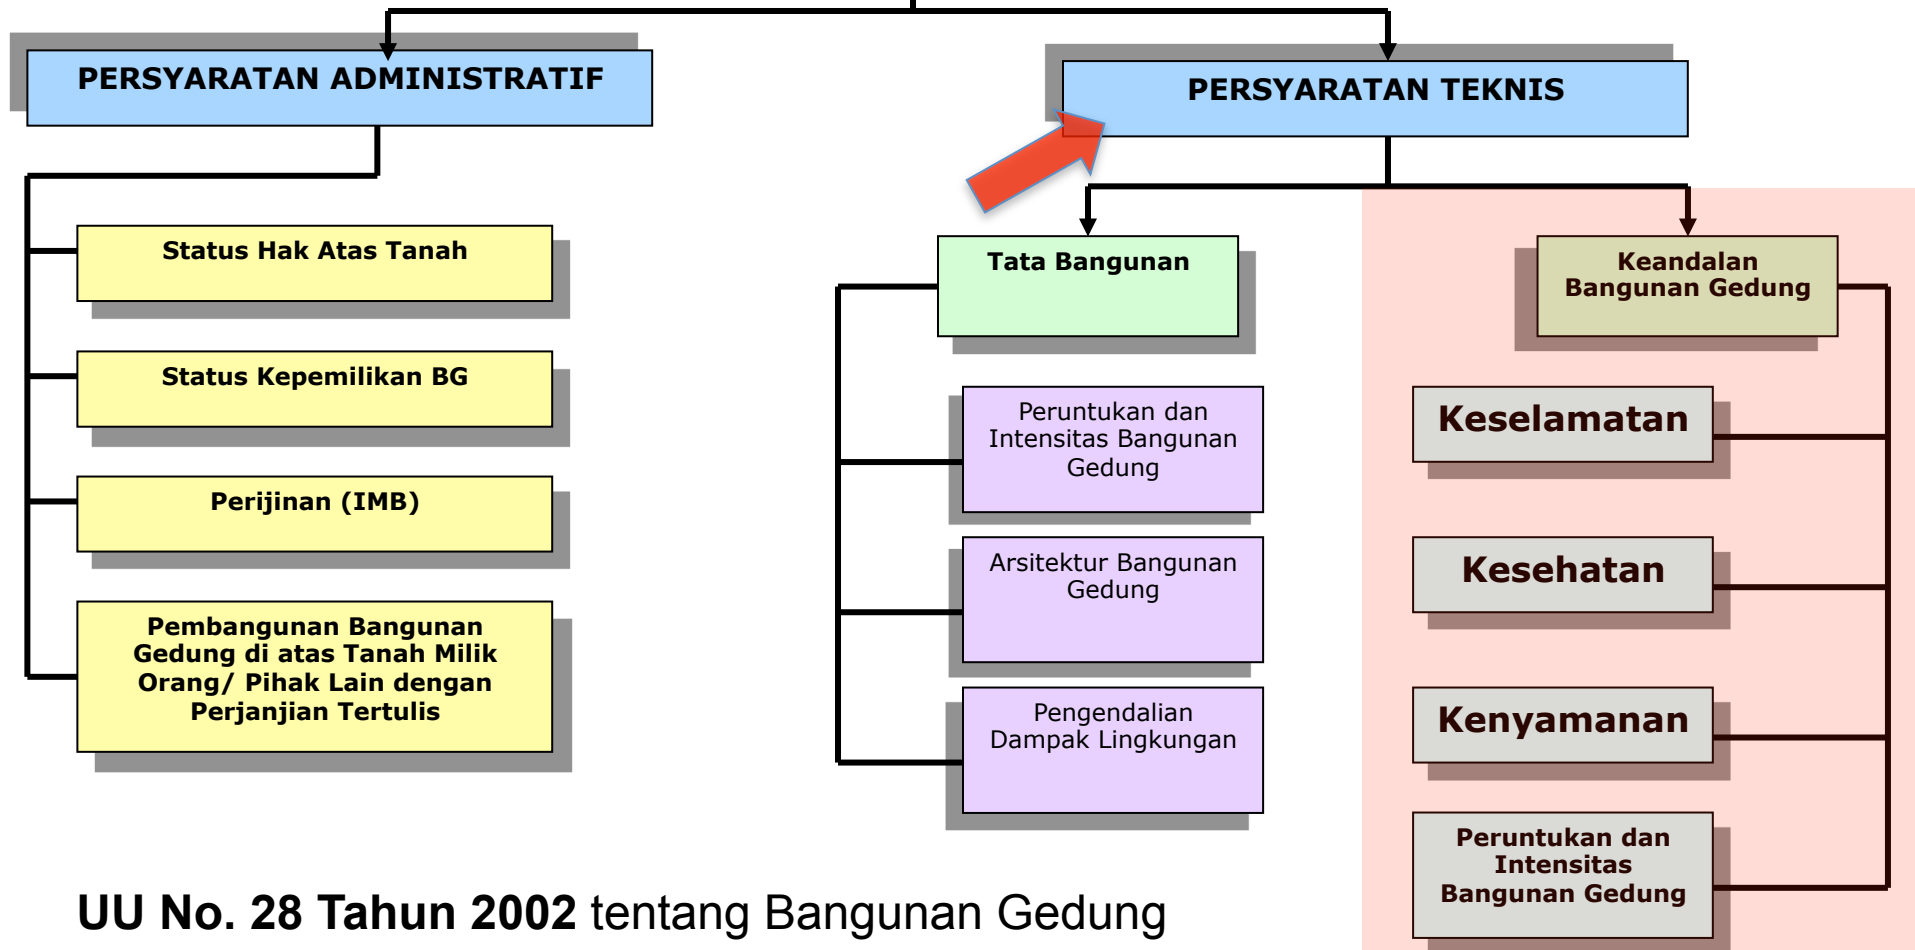 PERSYARATAN ADMINISTRATIF
Status Hak Atas Tanah
Status Kepemilikan BG
Perijinan (IMB)
Pembangunan Bangunan
Gedung di atas Tanah Milik
Orang/ Pihak Lain dengan
Perjanjian Tertulis
PERSYARATAN TEKNIS
Tata Bangunan
Peruntukan dan
Intensitas Bangunan
Gedung
Arsitektur Bangunan
Gedung
Pengendalian
Dampak Lingkungan
Keandalan
Bangunan Gedung
Keselamatan
Kesehatan
Kenyamanan
Peruntukan dan
Intensitas
Bangunan Gedung
UU No. 28 Tahun 2002 tentang Bangunan Gedung